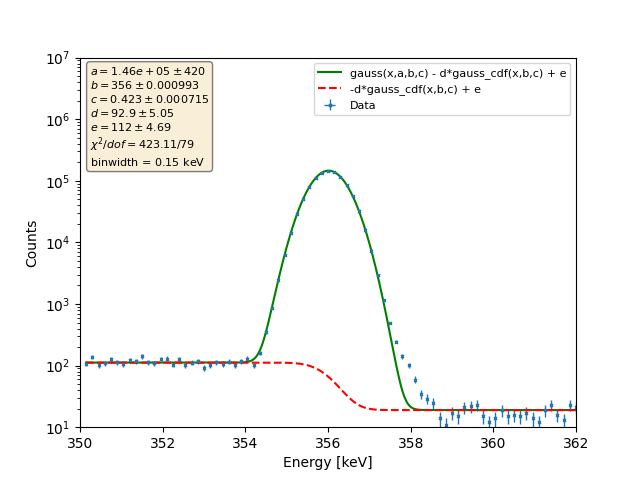 a = 1.46e + 05 ± 420
b = 356 ± 0.000993
c = 0.423 ± 0.000715
d = 92.9 ± 5.05
e = 112 ± 4.69
χ²/dof = 423.11/79
binwidth = 0.15 keV
gauss(x,a,b,c) - d*gauss_cdf(x,b,c) + e
-d*gauss_cdf(x,b,c) + e
Data
10⁷
10⁶
10⁵
10⁴
10³
10²
10¹
Counts
350 352 354 356 358 360 362
Energy [keV]